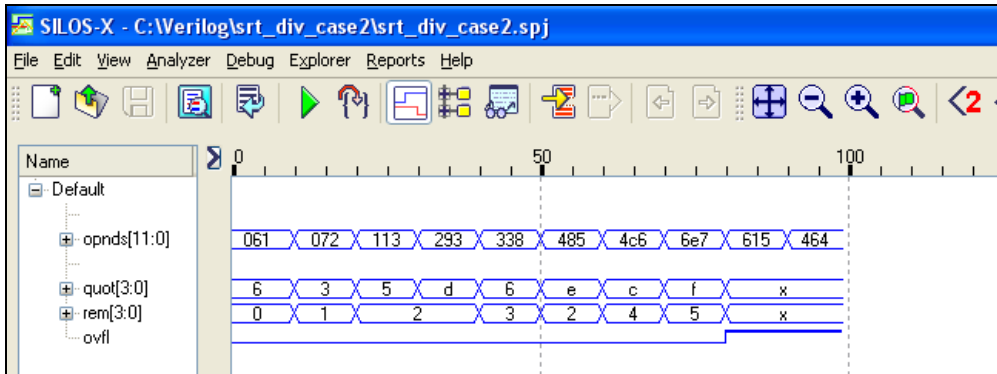 SILOS-X - C:\Verilog\srt_div_case2\srt_div_case2.spj
File Edit View Analyzer Debug Explorer Reports Help
2
Name 0 50 100
Default
opnds[11:0] 061 072 113 293 338 485 4c6 6e7 615 464
quot[3:0] 6 3 5 d 6 e c f x
rem[3:0] 0 1 2 3 2 4 5 x
ovfl